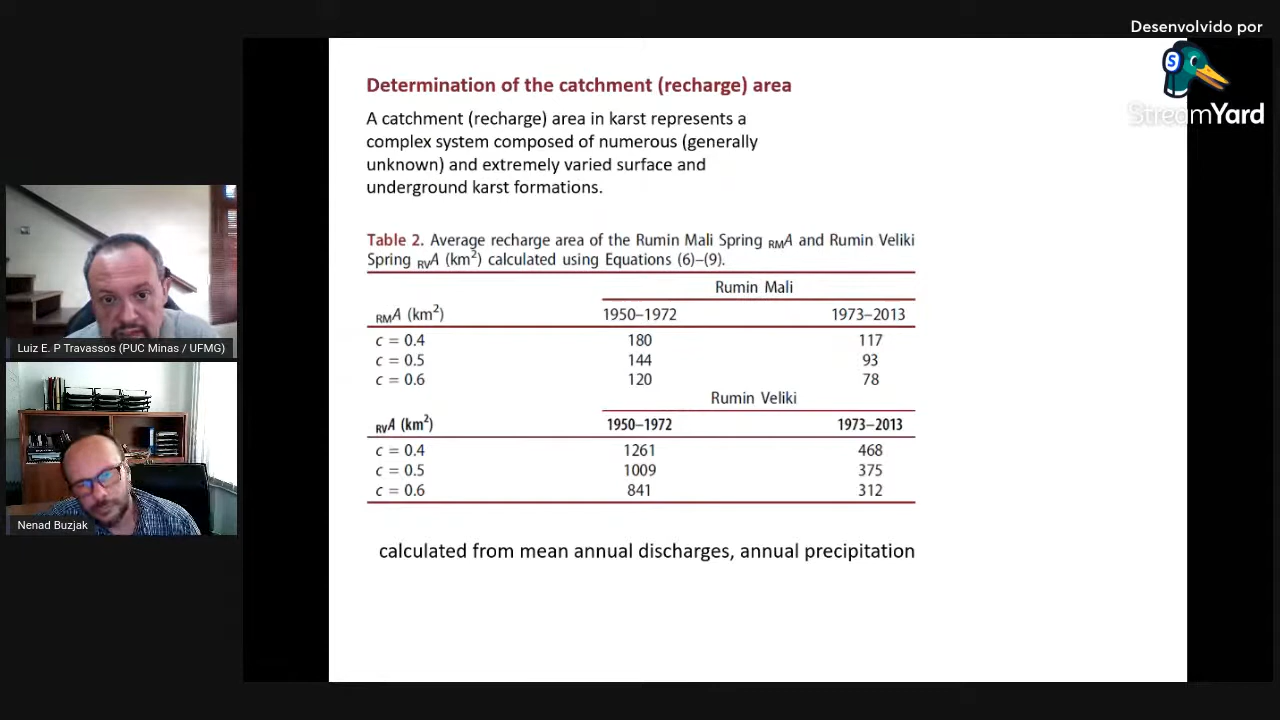 Desenvolvido por
S
StreamYard
Determination of the catchment (recharge) area
A catchment (recharge) area in karst represents a
complex system composed of numerous (generally
unknown) and extremely varied surface and
underground karst formations.
Table 2. Average recharge area of the Rumin Mali Spring RMA and Rumin Veliki
Spring RVA (km²) calculated using Equations (6)–(9).
Rumin Mali
RMA (km²) 1950–1972 1973–2013
c = 0.4 180 117
c = 0.5 144 93
c = 0.6 120 78
Rumin Veliki
RVA (km²) 1950–1972 1973–2013
c = 0.4 1261 468
c = 0.5 1009 375
c = 0.6 841 312
calculated from mean annual discharges, annual precipitation
Luiz E. P Travassos (PUC Minas / UFMG)
Nenad Buzjak